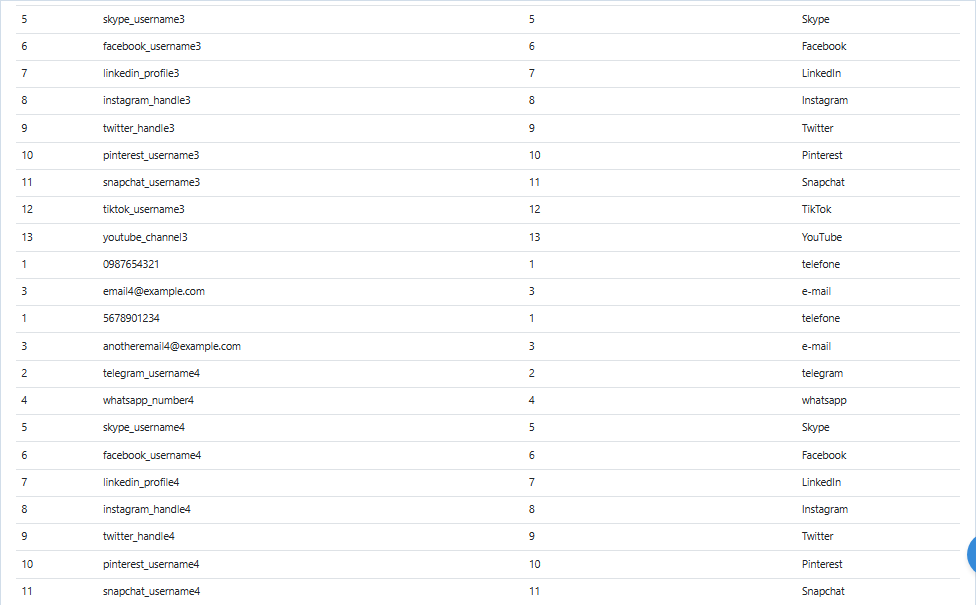 5 skype_username3 5 Skype
6 facebook_username3 6 Facebook
7 linkedin_profile3 7 LinkedIn
8 instagram_handle3 8 Instagram
9 twitter_handle3 9 Twitter
10 pinterest_username3 10 Pinterest
11 snapchat_username3 11 Snapchat
12 tiktok_username3 12 TikTok
13 youtube_channel3 13 YouTube
1 0987654321 1 telefone
3 email4@example.com 3 e-mail
1 5678901234 1 telefone
3 anotheremail4@example.com 3 e-mail
2 telegram_username4 2 telegram
4 whatsapp_number4 4 whatsapp
5 skype_username4 5 Skype
6 facebook_username4 6 Facebook
7 linkedin_profile4 7 LinkedIn
8 instagram_handle4 8 Instagram
9 twitter_handle4 9 Twitter
10 pinterest_username4 10 Pinterest
11 snapchat_username4 11 Snapchat